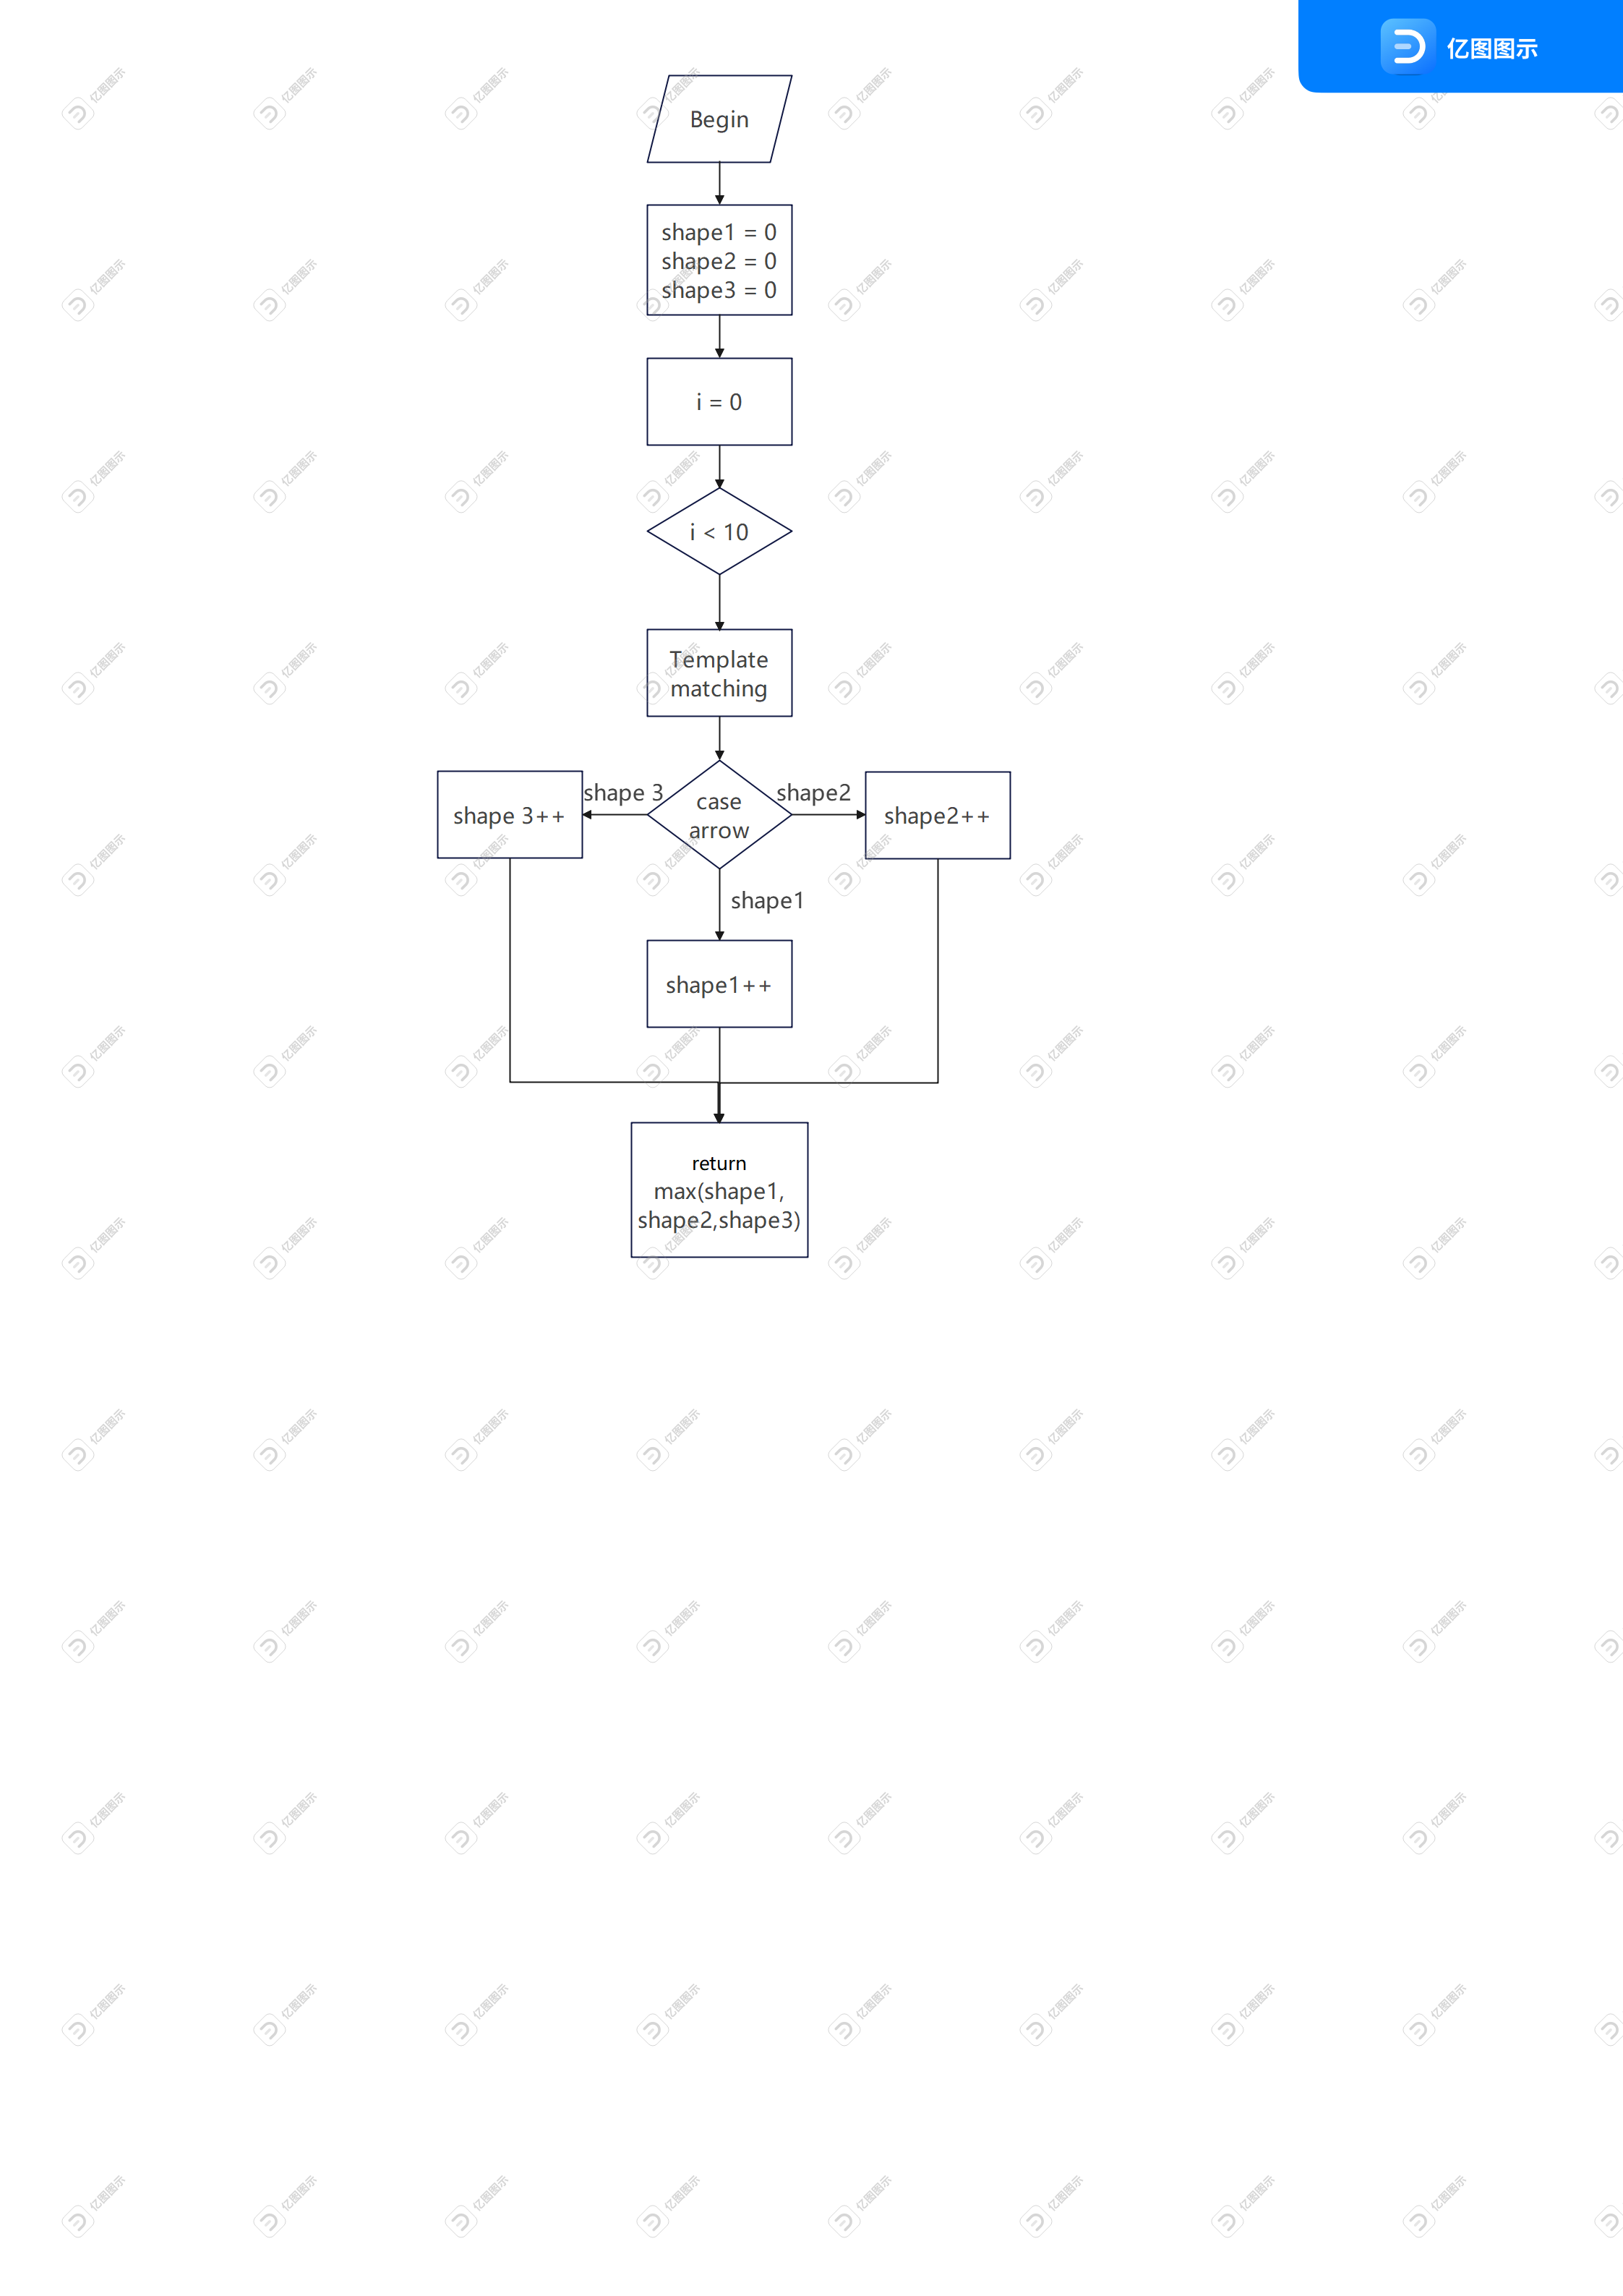 亿图图示
Begin
shape1 = 0
shape2 = 0
shape3 = 0
i = 0
i < 10
Template
matching
shape 3++
shape 3
case
arrow
shape2
shape2++
shape1
shape1++
return
max(shape1,
shape2,shape3)